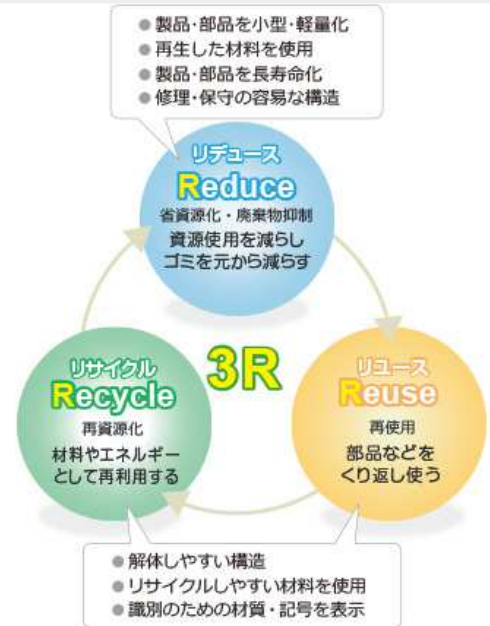 ● 製品・部品を小型・軽量化
● 再生した材料を使用
● 製品・部品を長寿命化
● 修理・保守の容易な構造
リデュース
Reduce
省資源化・廃棄物抑制
資源使用を減らし
ゴミを元から減らす
3R
リサイクル
Recycle
再資源化
材料やエネルギー
として再利用する
リユース
Reuse
再使用
部品などを
くり返し使う
● 解体しやすい構造
● リサイクルしやすい材料を使用
● 識別のための材質・記号を表示